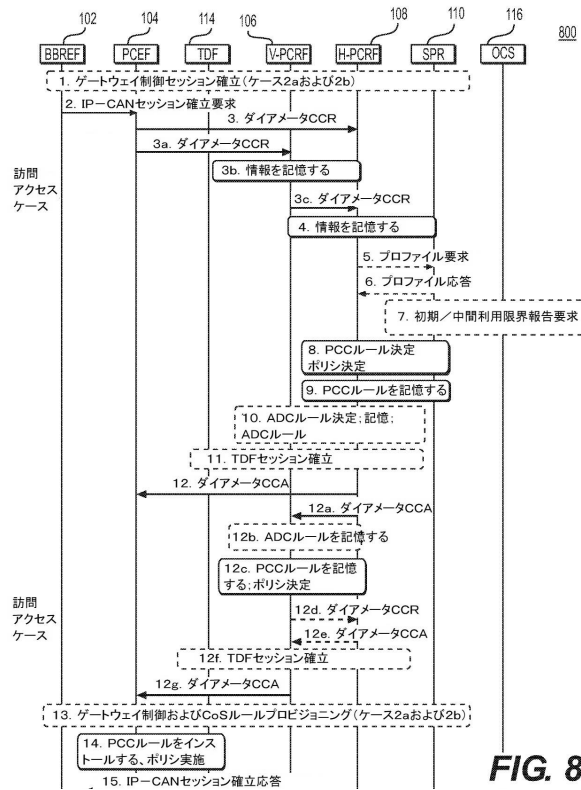 102
104
114
106
108
110
116
800
BBREF
PCEF
TDF
V-PCRF
H-PCRF
SPR
OCS
1. ゲートウェイ制御セッション確立(ケース2aおよび2b)
2. IP-CANセッション確立要求
3. ダイアメータCCR
3a. ダイアメータCCR
訪問
アクセス
ケース
3b. 情報を記憶する
3c. ダイアメータCCR
4. 情報を記憶する
5. プロファイル要求
6. プロファイル応答
7. 初期/中間利用限界報告要求
8. PCCルール決定
ポリシ決定
9. PCCルールを記憶する
10. ADCルール決定;記憶;
ADCルール
11. TDFセッション確立
12. ダイアメータCCA
12a. ダイアメータCCA
12b. ADCルールを記憶する
12c. PCCルールを記憶
する;ポリシ決定
訪問
アクセス
ケース
12d. ダイアメータCCR
12e. ダイアメータCCA
12f. TDFセッション確立
12g. ダイアメータCCA
13. ゲートウェイ制御およびCoSルールプロビジョニング(ケース2aおよび2b)
14. PCCルールをインス
トールする、ポリシ実施
15. IP-CANセッション確立応答
FIG. 8